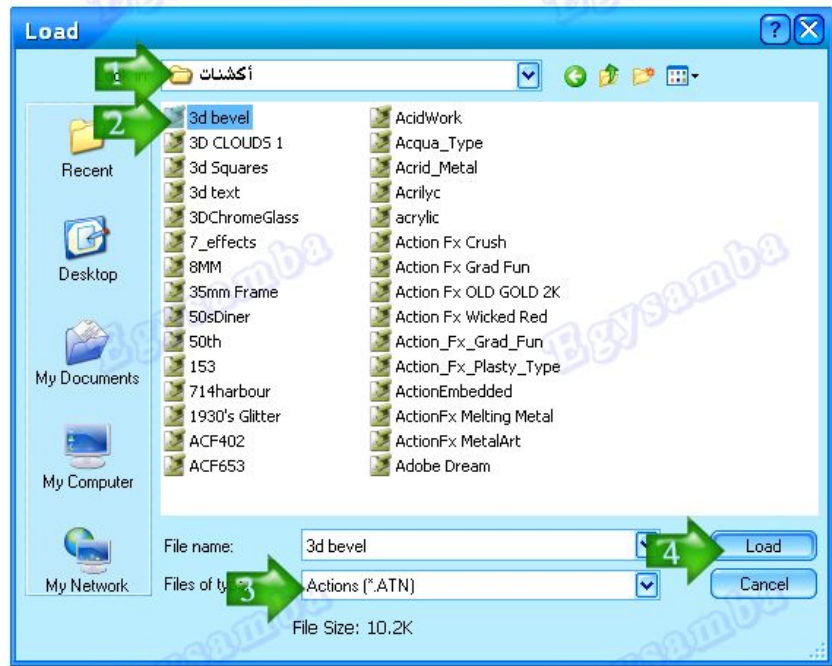 Load
1
Look in:
أكشنات
2
3d bevel
3D CLOUDS 1
3d Squares
3d text
3DChromeGlass
7_effects
8MM
35mm Frame
50sDiner
50th
153
714harbour
1930's Glitter
ACF402
ACF653
AcidWork
Acqua_Type
Acrid_Metal
Acrilyc
acrylic
Action Fx Crush
Action Fx Grad Fun
Action Fx OLD GOLD 2K
Action Fx Wicked Red
Action_Fx_Grad_Fun
Action_Fx_Plasty_Type
ActionEmbedded
ActionFx Melting Metal
ActionFx MetalArt
Adobe Dream
Recent
Desktop
My Documents
My Computer
My Network
File name:
3d bevel
4
Load
Files of type:
3
Actions (*.ATN)
Cancel
File Size: 10.2K
Egysamba
Egysamba